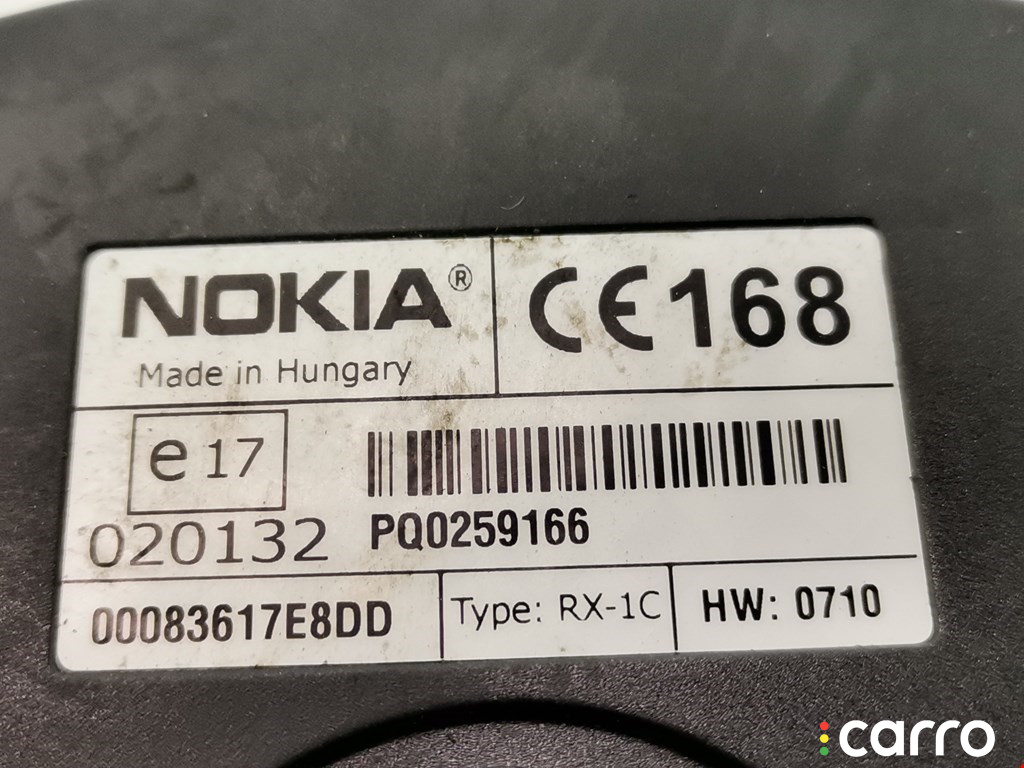 NOKIA®
CE168
Made in Hungary
e17
020132
PQ0259166
00083617E8DD
Type: RX-1C
HW: 0710
carro